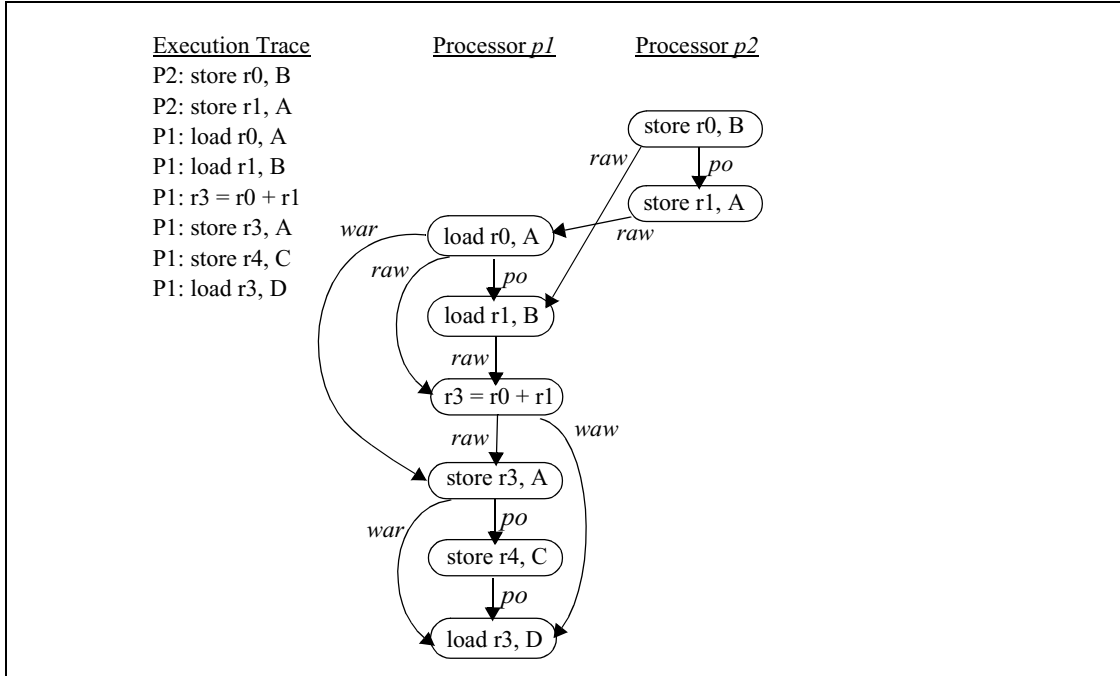 Execution Trace
Processor p1
Processor p2
P2: store r0, B
P2: store r1, A
P1: load r0, A
P1: load r1, B
P1: r3 = r0 + r1
P1: store r3, A
P1: store r4, C
P1: load r3, D
store r0, B
raw
po
store r1, A
raw
war
load r0, A
raw
po
load r1, B
raw
r3 = r0 + r1
raw
waw
store r3, A
war
po
store r4, C
po
load r3, D